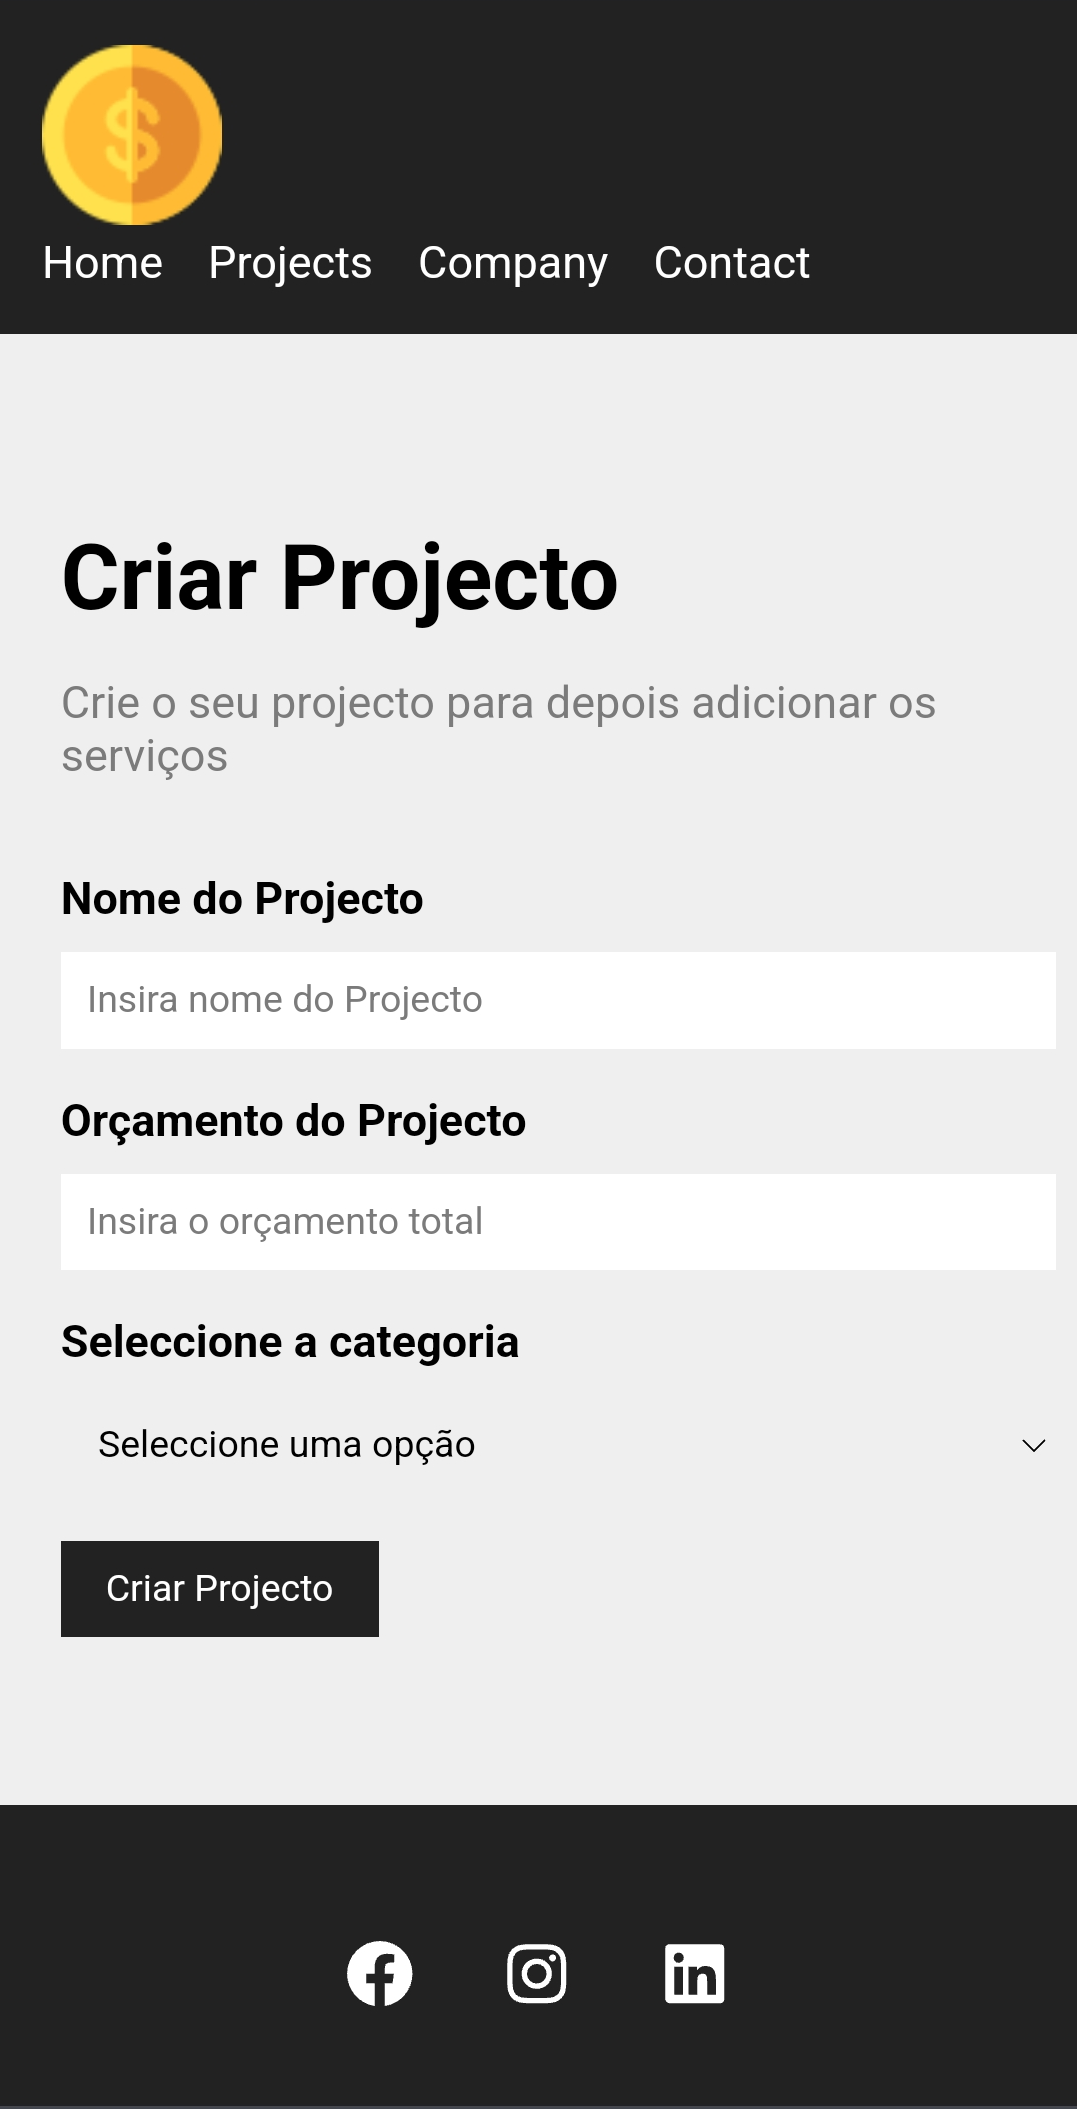 $
Home Projects Company Contact
Criar Projecto
Crie o seu projecto para depois adicionar os
serviços
Nome do Projecto
Insira nome do Projecto
Orçamento do Projecto
Insira o orçamento total
Seleccione a categoria
Seleccione uma opção
Criar Projecto